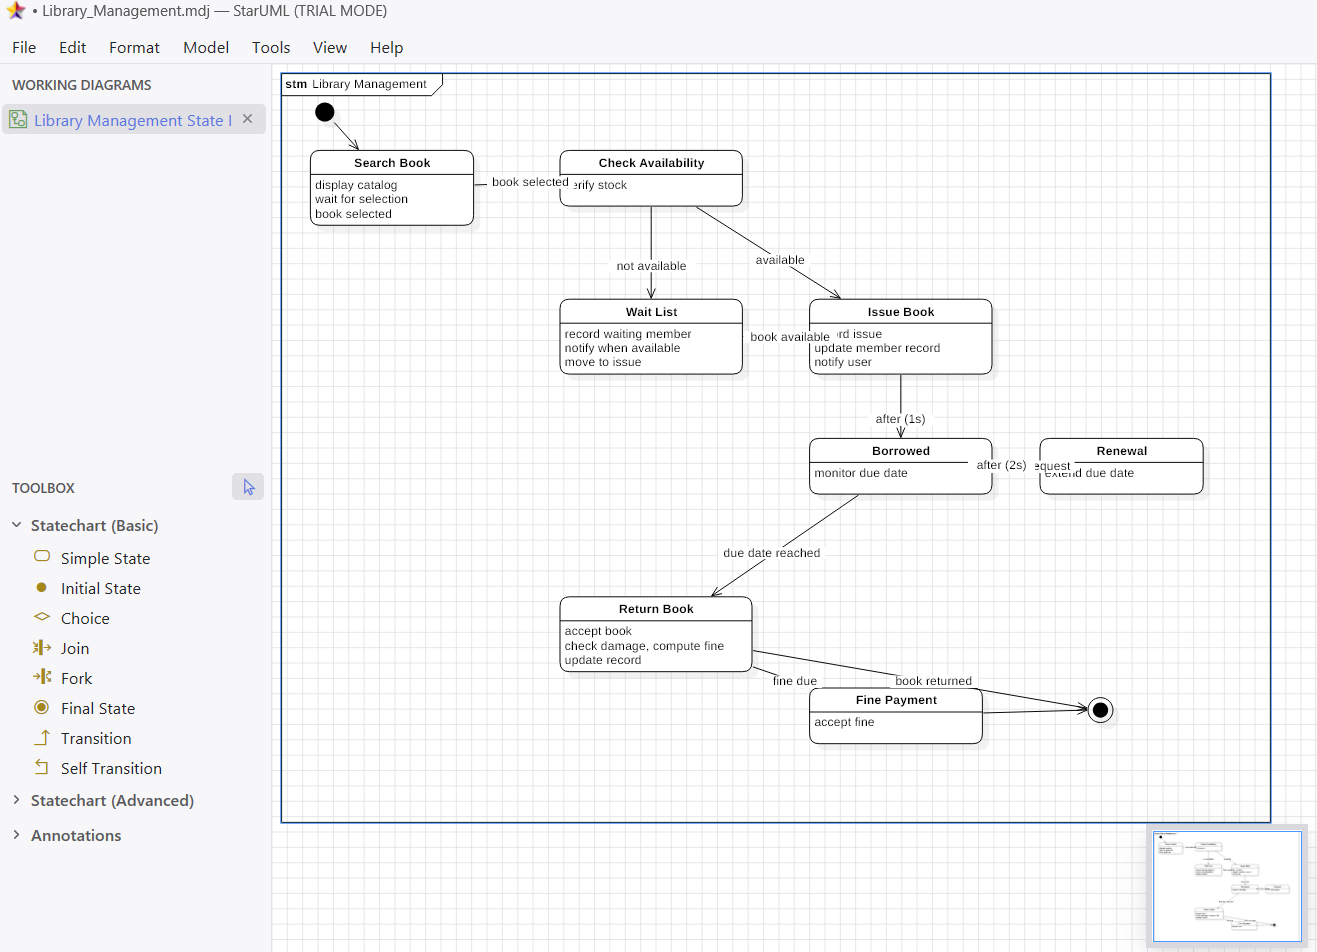 • Library_Management.mdj — StarUML (TRIAL MODE)
File Edit Format Model Tools View Help
WORKING DIAGRAMS
Library Management State
TOOLBOX
Statechart (Basic)
Simple State
Initial State
Choice
Join
Fork
Final State
Transition
Self Transition
Statechart (Advanced)
Annotations
stm Library Management
Search Book
display catalog
wait for selection
book selected
book selected
Check Availability
erify stock
not available
available
Wait List
record waiting member
notify when available
move to issue
book available
Issue Book
rd issue
update member record
notify user
after (1s)
Borrowed
monitor due date
after (2s)
equest
Renewal
extend due date
due date reached
Return Book
accept book
check damage, compute fine
update record
fine due
book returned
Fine Payment
accept fine